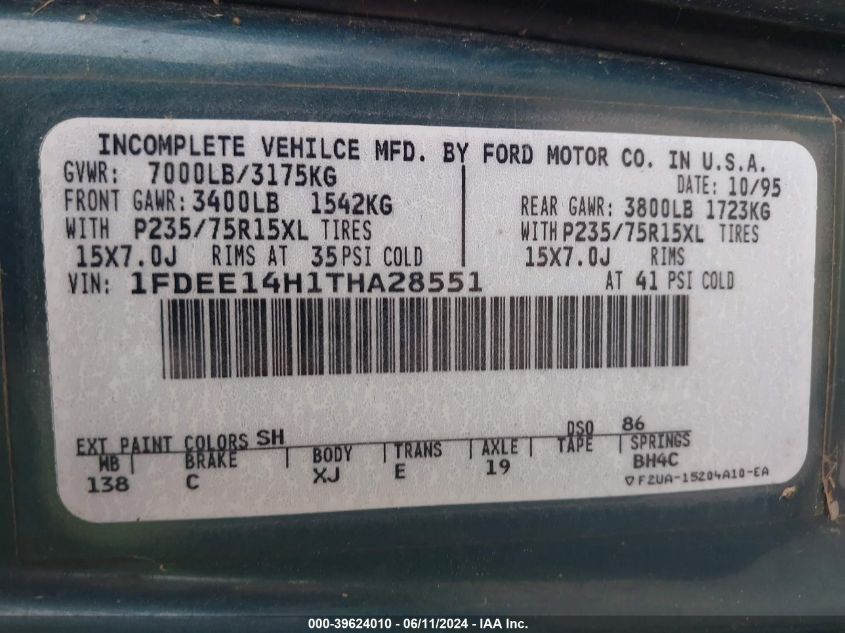 INCOMPLETE VEHILCE MFD. BY FORD MOTOR CO. IN U.S.A.
GVWR: 7000LB/3175KG
DATE: 10/95
FRONT GAWR: 3400LB 1542KG
REAR GAWR: 3800LB 1723KG
WITH P235/75R15XL TIRES
WITH P235/75R15XL TIRES
15X7.0J RIMS AT 35 PSI COLD
15X7.0J RIMS
VIN: 1FDEE14H1THA28551
AT 41 PSI COLD
EXT PAINT COLORS SH
DSO 86
WB BRAKE BODY TRANS AXLE TAPE SPRINGS
138 C XJ E 19 BH4C
▽ F2UA-15204A10-EA
000-39624010 - 06/11/2024 - IAA Inc.